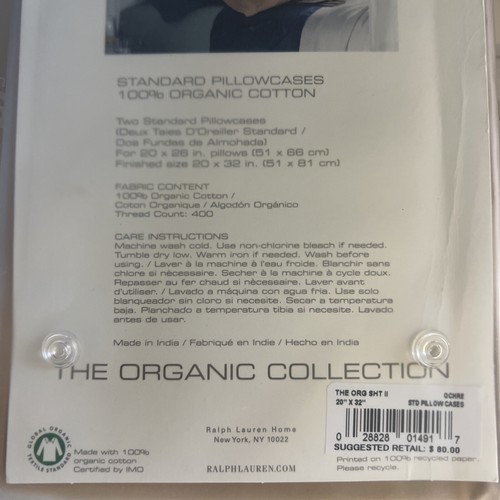 STANDARD PILLOWCASES
100% ORGANIC COTTON
Two Standard Pillowcases
(Deux Taies D'Oreiller Standard /
Dos Fundas de Almohada)
For 20 x 26 in. pillows (51 x 66 cm)
Finished size 20 x 32 in. (51 x 81 cm)
FABRIC CONTENT
100% Organic Cotton /
Coton Organique / Algodón Orgánico
Thread Count: 400
CARE INSTRUCTIONS
Machine wash cold. Use non-chlorine bleach if needed.
Tumble dry low. Warm iron if needed. Wash before
using. / Laver à la machine à l'eau froide. Blanchir sans
chlore si nécessaire. Secher à la machine à cycle doux.
Repasser au fer chaud si nécessaire. Laver avant
d'utiliser. / Lavado a máquina con agua fria. Use solo
blanqueador sin cloro si necesite. Secar a temperatura
baja. Planchado a temperatura tibia si necesite. Lavado
antes de usar.
Made in India / Fabriqué en Indie / Hecho en India
THE ORGANIC COLLECTION
THE ORG SHT II OCHRE
20" X 32" STD PILLOW CASES
0 28828 01491 7
SUGGESTED RETAIL: $ 80.00
Printed on 100% recycled paper.
Please recycle.
Ralph Lauren Home
New York, NY 10022
RALPHLAUREN.COM
GLOBAL ORGANIC
TEXTILE STANDARD
Made with 100%
organic cotton
Certified by IMO